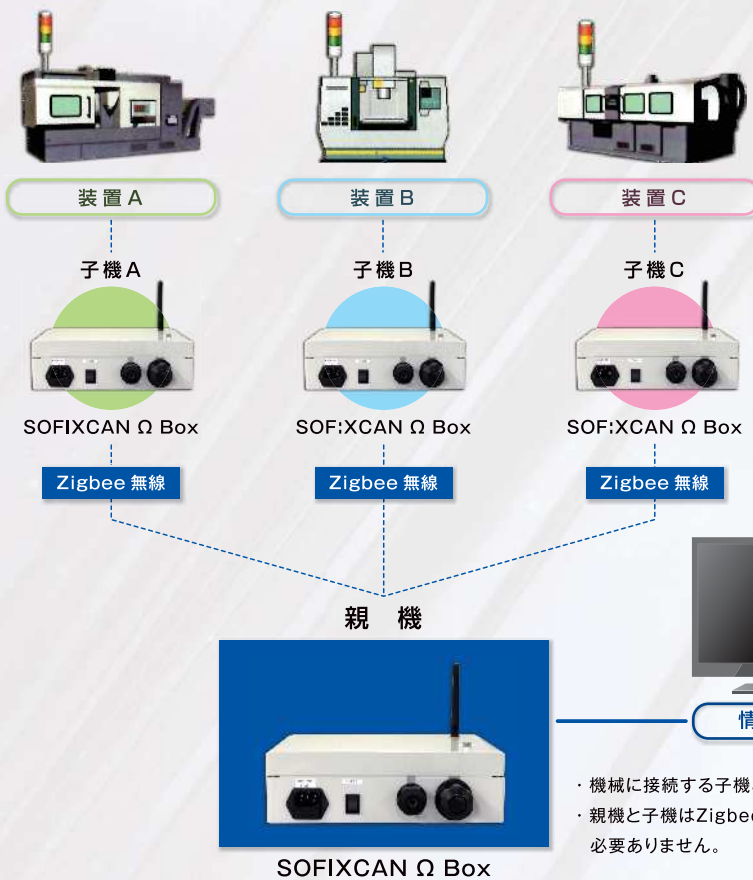 装置A
装置B
装置C
子機A
子機B
子機C
SOFIXCAN Ω Box
SOF:XCAN Ω Box
SOF:XCAN Ω Box
Zigbee 無線
Zigbee 無線
Zigbee 無線
親 機
情
・機械に接続する子機
・親機と子機はZigbee
必要ありません。
SOFIXCAN Ω Box